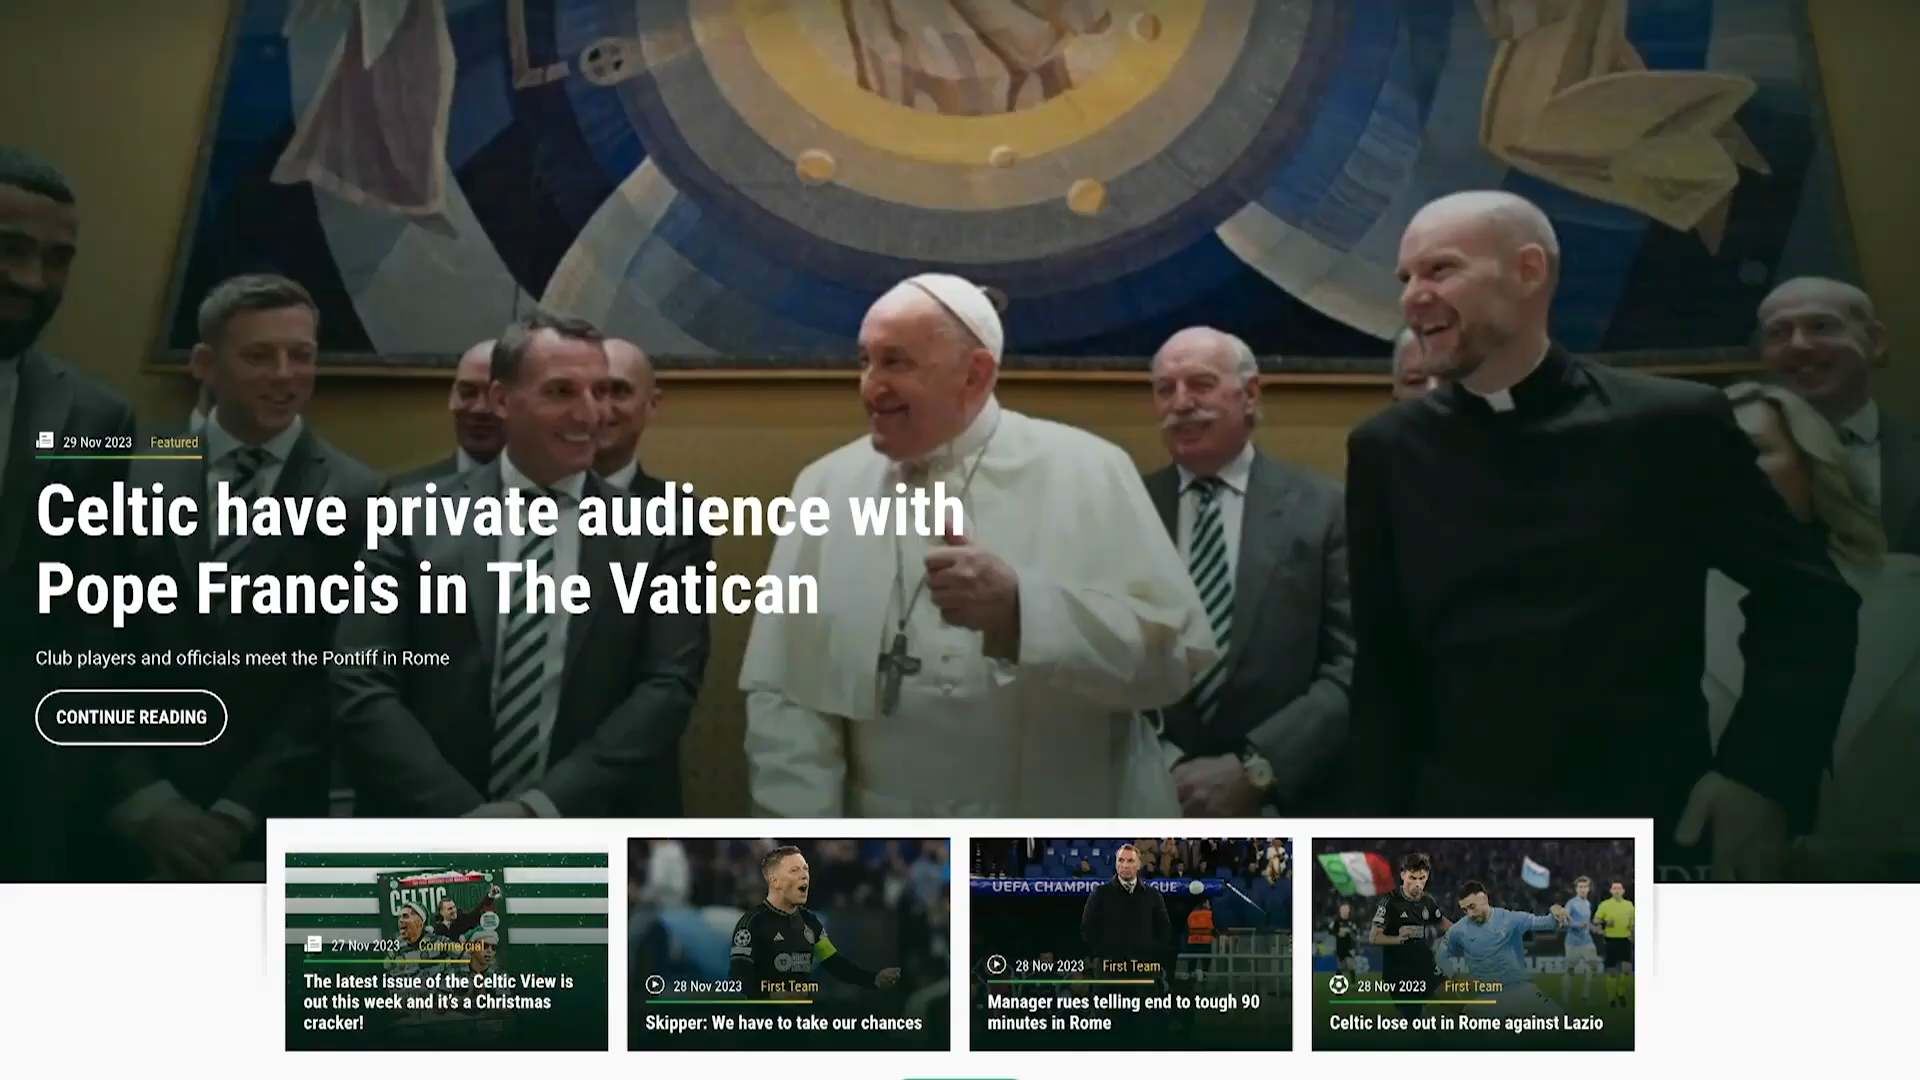 29 Nov 2023 Featured
Celtic have private audience with
Pope Francis in The Vatican
Club players and officials meet the Pontiff in Rome
CONTINUE READING
CELTIC
27 Nov 2023 Commercial
The latest issue of the Celtic View is
out this week and it's a Christmas
cracker!
28 Nov 2023 First Team
Skipper: We have to take our chances
UEFA CHAMPIO GUE
28 Nov 2023 First Team
Manager rues telling end to tough 90
minutes in Rome
28 Nov 2023 First Team
Celtic lose out in Rome against Lazio